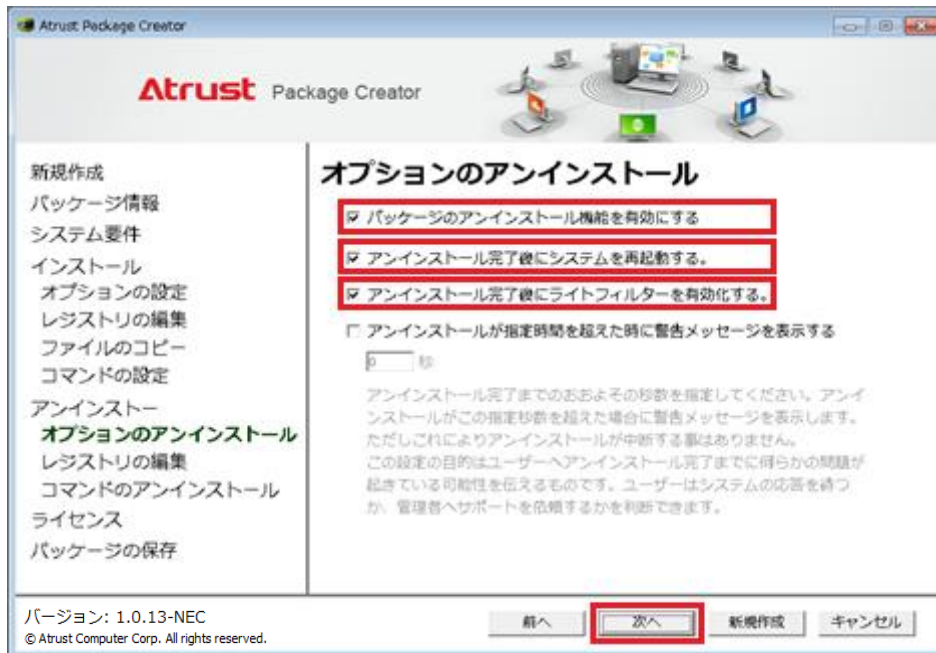 Atrust Package Creator
Atrust Package Creator
新規作成
パッケージ情報
システム要件
インストール
オプションの設定
レジストリの編集
ファイルのコピー
コマンドの設定
アンインストー
オプションのアンインストール
レジストリの編集
コマンドのアンインストール
ライセンス
パッケージの保存
オプションのアンインストール
パッケージのアンインストール機能を有効にする
アンインストール完了後にシステムを再起動する。
アンインストール完了後にライトフィルターを有効化する。
アンインストールが指定時間を超えた時に警告メッセージを表示する
0 秒
アンインストール完了までのおおよその秒数を指定してください。アンイ
ンストールがこの指定秒数を超えた場合に警告メッセージを表示します。
ただしこれによりアンインストールが中断する事はありません。
この設定の目的はユーザーへアンインストール完了までに何らかの問題が
起きている可能性を伝えるものです。ユーザーはシステムの応答を待つ
か、管理者へサポートを依頼するかを判断できます。
バージョン: 1.0.13-NEC
© Atrust Computer Corp. All rights reserved.
前へ 次へ 新規作成 キャンセル